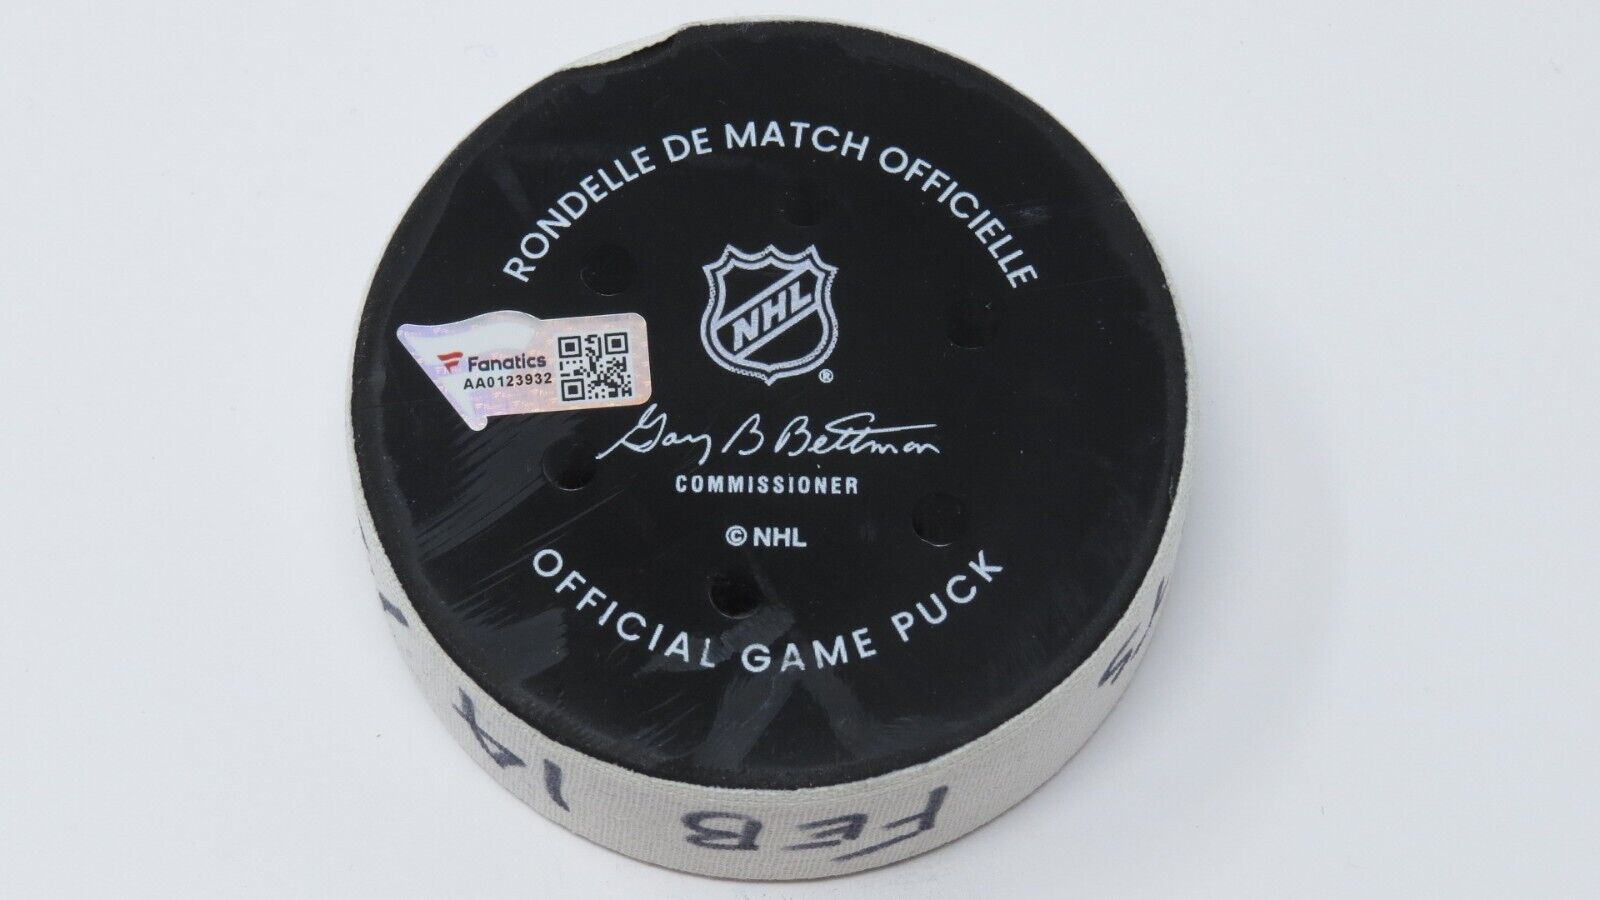 RONDELLE DE MATCH OFFICIELLE
NHL
®
Fanatics
AA0123932
Gary B Bettman
COMMISSIONER
© NHL
OFFICIAL GAME PUCK
FEB 14